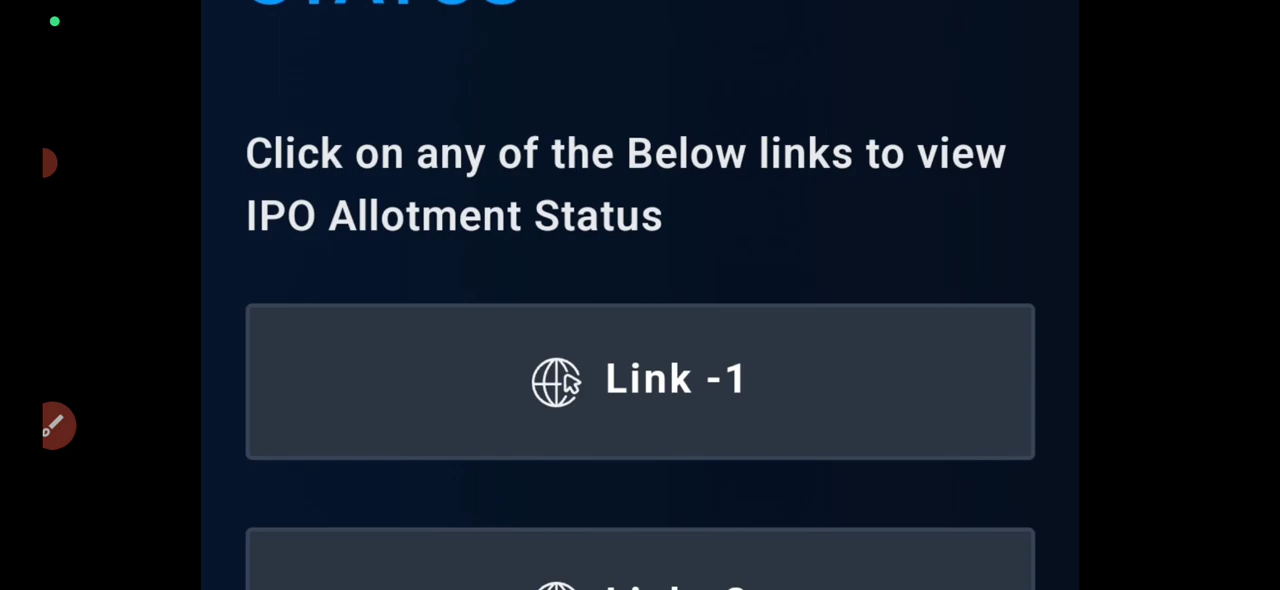 Click on any of the Below links to view
IPO Allotment Status
Link -1